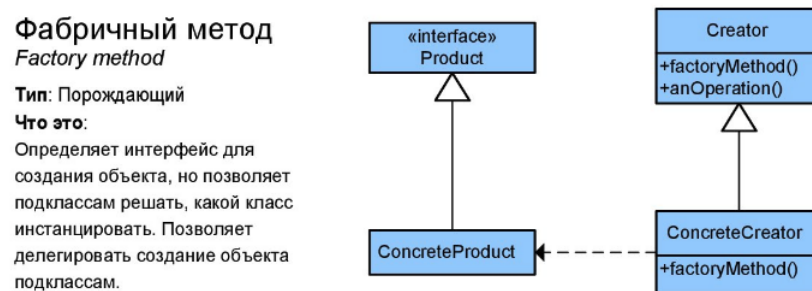 Фабричный метод
Factory method
Тип: Порождающий
Что это:
Определяет интерфейс для
создания объекта, но позволяет
подклассам решать, какой класс
инстанцировать. Позволяет
делегировать создание объекта
подклассам.
«interface»
Product
Creator
+factoryMethod()
+anOperation()
ConcreteProduct
ConcreteCreator
+factoryMethod()